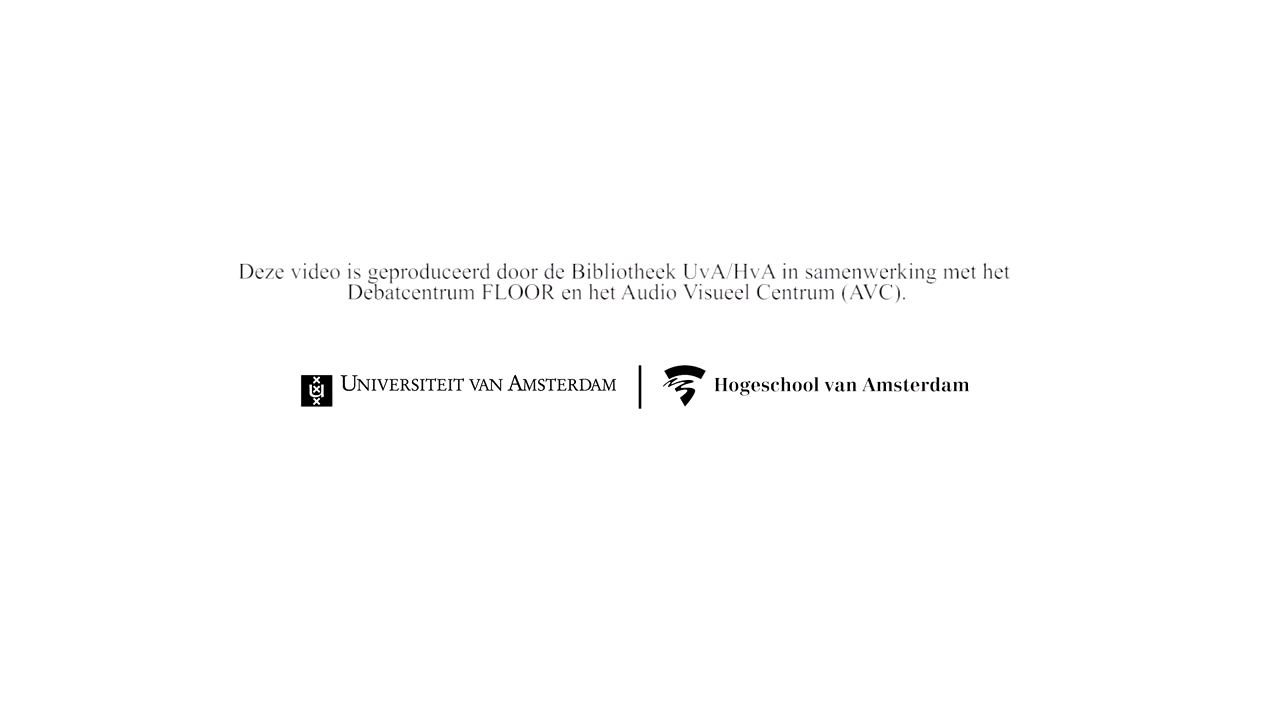 Deze video is geproduceerd door de Bibliotheek UvA/HvA in samenwerking met het
Debatcentrum FLOOR en het Audio Visueel Centrum (AVC).
UNIVERSITEIT VAN AMSTERDAM
Hogeschool van Amsterdam